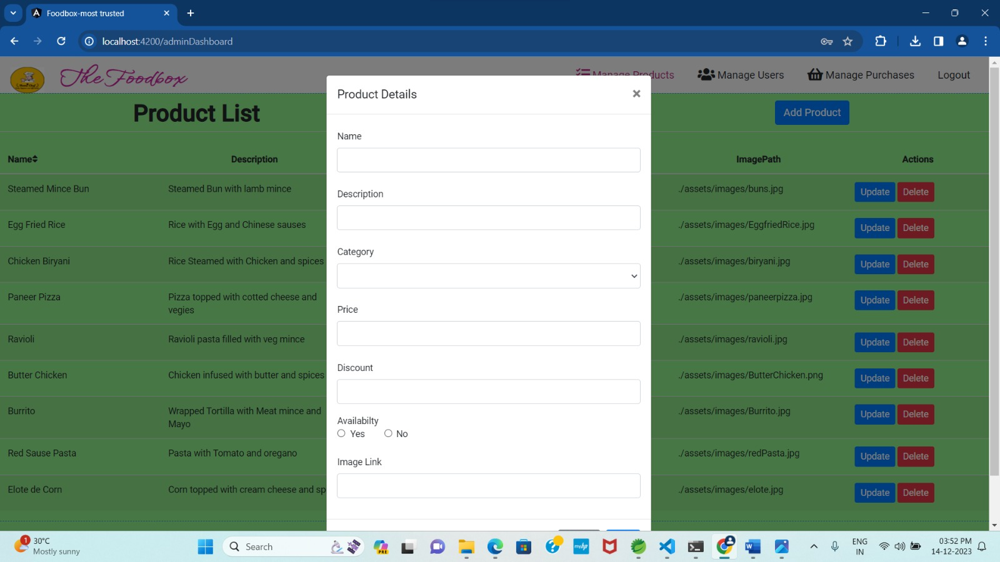 Foodbox-most trusted
localhost:4200/adminDashboard
The Foodbox
Manage Products
Manage Users
Manage Purchases
Logout
Product List
Add Product
Name
Description
ImagePath
Actions
Steamed Mince Bun
Steamed Bun with lamb mince
./assets/images/buns.jpg
Update
Delete
Egg Fried Rice
Rice with Egg and Chinese sauses
./assets/images/EggfriedRice.jpg
Update
Delete
Chicken Biryani
Rice Steamed with Chicken and spices
./assets/images/biryani.jpg
Update
Delete
Paneer Pizza
Pizza topped with cotted cheese and
vegies
./assets/images/paneerpizza.jpg
Update
Delete
Ravioli
Ravioli pasta filled with veg mince
./assets/images/ravioli.jpg
Update
Delete
Butter Chicken
Chicken infused with butter and spices
./assets/images/ButterChicken.png
Update
Delete
Burrito
Wrapped Tortilla with Meat mince and
Mayo
./assets/images/Burrito.jpg
Update
Delete
Red Sause Pasta
Pasta with Tomato and oregano
./assets/images/redPasta.jpg
Update
Delete
Elote de Corn
Corn topped with cream cheese and sp
./assets/images/elote.jpg
Update
Delete
Product Details
Name
Description
Category
Price
Discount
Availabilty
Yes
No
Image Link
1
30°C
Mostly sunny
Search
PRE
myhp
W
ENG
IN
03:52 PM
14-12-2023